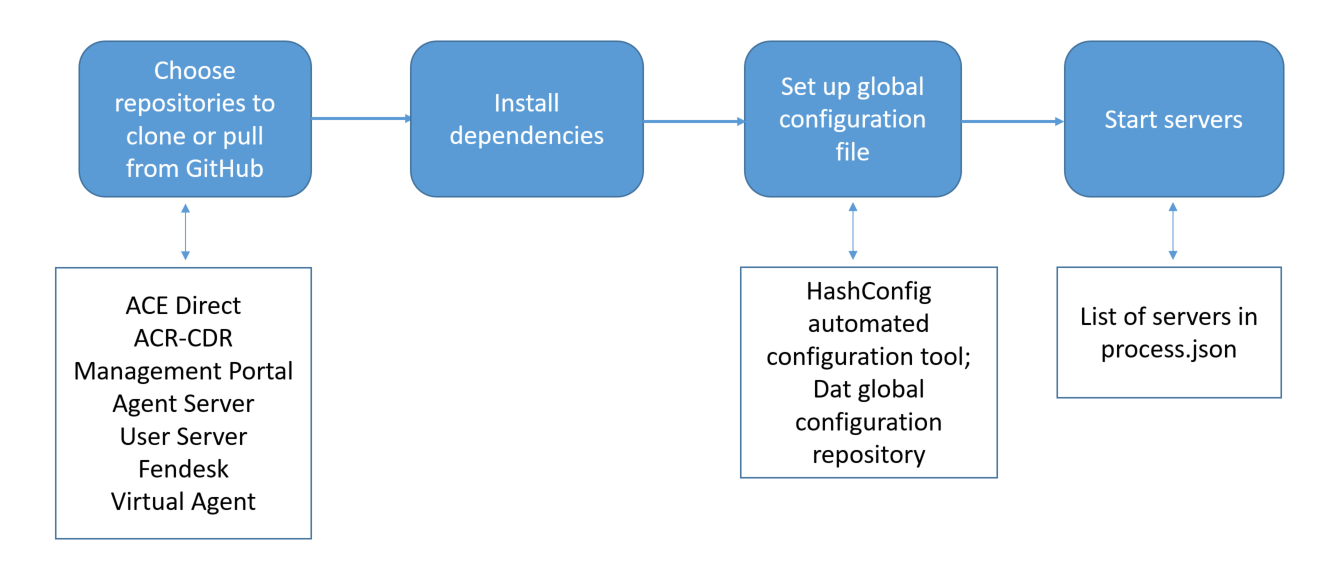 Choose
repositories to
clone or pull
from GitHub
Install
dependencies
Set up global
configuration
file
Start servers
ACE Direct
ACR-CDR
Management Portal
Agent Server
User Server
Fendesk
Virtual Agent
HashConfig
automated
configuration tool;
Dat global
configuration
repository
List of servers in
process.json